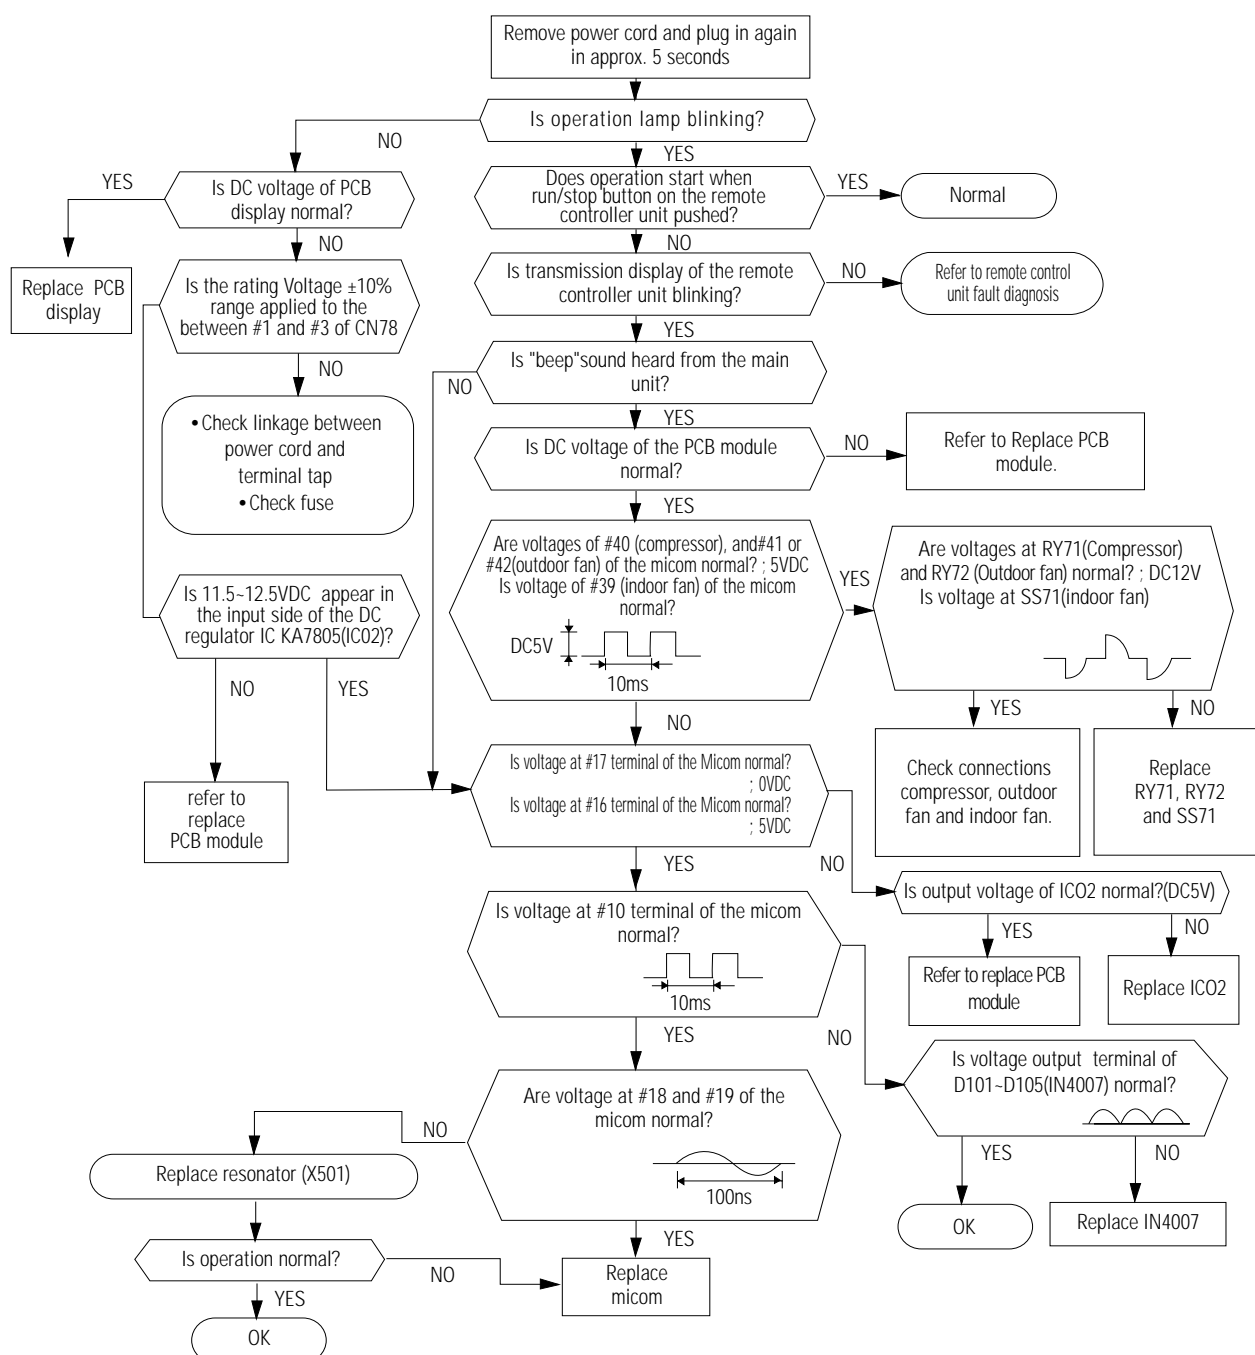 Remove power cord and plug in again
in approx. 5 seconds
Is operation lamp blinking?
NO
YES
Does operation start when
run/stop button on the remote
controller unit pushed?
YES
Normal
NO
Is DC voltage of PCB
display normal?
YES
NO
Replace PCB
display
Is the rating Voltage ±10%
range applied to the
between #1 and #3 of CN78
NO
•Check linkage between
power cord and
terminal tap
•Check fuse
Is transmission display of the remote
controller unit blinking?
NO
Refer to remote control
unit fault diagnosis
YES
Is "beep"sound heard from the main
unit?
NO
YES
Is DC voltage of the PCB module
normal?
NO
Refer to Replace PCB
module.
YES
Are voltages of #40 (compressor), and#41 or
#42(outdoor fan) of the micom normal? ; 5VDC
Is voltage of #39 (indoor fan) of the micom
normal?
DC5V
10ms
YES
Are voltages at RY71(Compressor)
and RY72 (Outdoor fan) normal? ; DC12V
Is voltage at SS71(indoor fan)
YES
NO
Check connections
compressor, outdoor
fan and indoor fan.
Replace
RY71, RY72
and SS71
Is 11.5~12.5VDC appear in
the input side of the DC
regulator IC KA7805(IC02)?
NO
YES
refer to
replace
PCB module
NO
Is voltage at #17 terminal of the Micom normal?
; 0VDC
Is voltage at #16 terminal of the Micom normal?
; 5VDC
YES
NO
Is output voltage of ICO2 normal?(DC5V)
YES
NO
Refer to replace PCB
module
Replace ICO2
Is voltage at #10 terminal of the micom
normal?
10ms
YES
NO
Is voltage output terminal of
D101~D105(IN4007) normal?
YES
NO
OK
Replace IN4007
Are voltage at #18 and #19 of the
micom normal?
100ns
NO
YES
Replace resonator (X501)
Is operation normal?
NO
YES
Replace
micom
OK